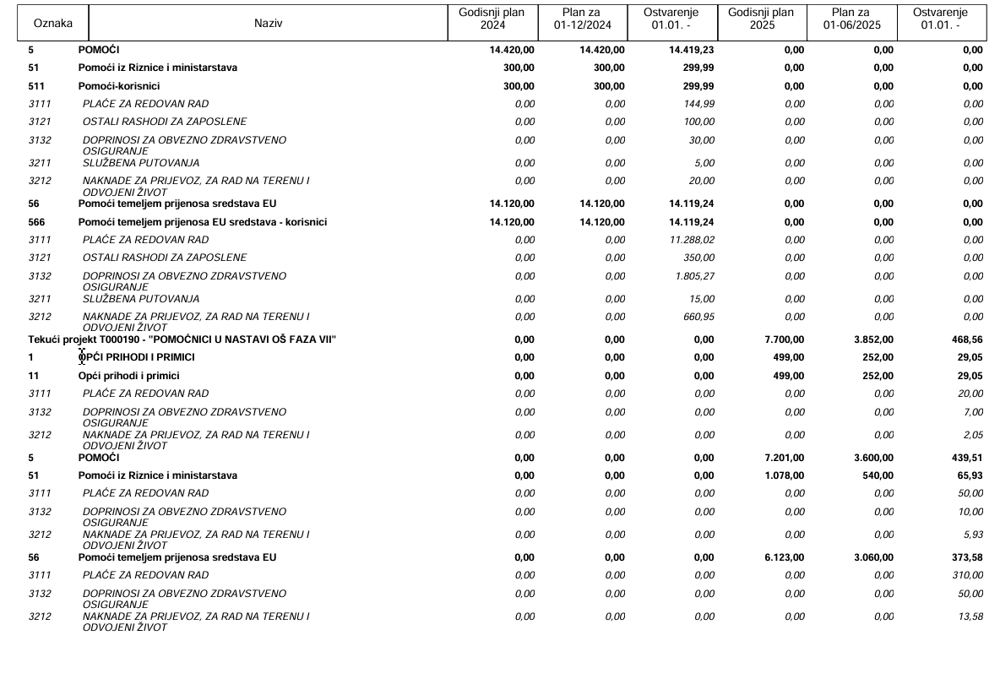 Oznaka Naziv Godisnji plan 2024 Plan za 01-12/2024 Ostvarenje 01.01. - Godisnji plan 2025 Plan za 01-06/2025 Ostvarenje 01.01. -
5 POMOĆI 14.420,00 14.420,00 14.419,23 0,00 0,00 0,00
51 Pomoći iz Riznice i ministarstava 300,00 300,00 299,99 0,00 0,00 0,00
511 Pomoći-korisnici 300,00 300,00 299,99 0,00 0,00 0,00
3111 PLAĆE ZA REDOVAN RAD 0,00 0,00 144,99 0,00 0,00 0,00
3121 OSTALI RASHODI ZA ZAPOSLENE 0,00 0,00 100,00 0,00 0,00 0,00
3132 DOPRINOSI ZA OBVEZNO ZDRAVSTVENO 0,00 0,00 30,00 0,00 0,00 0,00
OSIGURANJE
3211 SLUŽBENA PUTOVANJA 0,00 0,00 5,00 0,00 0,00 0,00
3212 NAKNADE ZA PRIJEVOZ, ZA RAD NA TERENU I 0,00 0,00 20,00 0,00 0,00 0,00
ODVOJENI ŽIVOT
56 Pomoći temeljem prijenosa sredstava EU 14.120,00 14.120,00 14.119,24 0,00 0,00 0,00
566 Pomoći temeljem prijenosa EU sredstava - korisnici 14.120,00 14.120,00 14.119,24 0,00 0,00 0,00
3111 PLAĆE ZA REDOVAN RAD 0,00 0,00 11.288,02 0,00 0,00 0,00
3121 OSTALI RASHODI ZA ZAPOSLENE 0,00 0,00 350,00 0,00 0,00 0,00
3132 DOPRINOSI ZA OBVEZNO ZDRAVSTVENO 0,00 0,00 1.805,27 0,00 0,00 0,00
OSIGURANJE
3211 SLUŽBENA PUTOVANJA 0,00 0,00 15,00 0,00 0,00 0,00
3212 NAKNADE ZA PRIJEVOZ, ZA RAD NA TERENU I 0,00 0,00 660,95 0,00 0,00 0,00
ODVOJENI ŽIVOT
Tekući projekt T000190 - "POMOĆNICI U NASTAVI OŠ FAZA VII" 0,00 0,00 0,00 7.700,00 3.852,00 468,56
1 OPĆI PRIHODI I PRIMICI 0,00 0,00 0,00 499,00 252,00 29,05
11 Opći prihodi i primici 0,00 0,00 0,00 499,00 252,00 29,05
3111 PLAĆE ZA REDOVAN RAD 0,00 0,00 0,00 0,00 0,00 20,00
3132 DOPRINOSI ZA OBVEZNO ZDRAVSTVENO 0,00 0,00 0,00 0,00 0,00 7,00
OSIGURANJE
3212 NAKNADE ZA PRIJEVOZ, ZA RAD NA TERENU I 0,00 0,00 0,00 0,00 0,00 2,05
ODVOJENI ŽIVOT
5 POMOĆI 0,00 0,00 0,00 7.201,00 3.600,00 439,51
51 Pomoći iz Riznice i ministarstava 0,00 0,00 0,00 1.078,00 540,00 65,93
3111 PLAĆE ZA REDOVAN RAD 0,00 0,00 0,00 0,00 0,00 50,00
3132 DOPRINOSI ZA OBVEZNO ZDRAVSTVENO 0,00 0,00 0,00 0,00 0,00 10,00
OSIGURANJE
3212 NAKNADE ZA PRIJEVOZ, ZA RAD NA TERENU I 0,00 0,00 0,00 0,00 0,00 5,93
ODVOJENI ŽIVOT
56 Pomoći temeljem prijenosa sredstava EU 0,00 0,00 0,00 6.123,00 3.060,00 373,58
3111 PLAĆE ZA REDOVAN RAD 0,00 0,00 0,00 0,00 0,00 310,00
3132 DOPRINOSI ZA OBVEZNO ZDRAVSTVENO 0,00 0,00 0,00 0,00 0,00 50,00
OSIGURANJE
3212 NAKNADE ZA PRIJEVOZ, ZA RAD NA TERENU I 0,00 0,00 0,00 0,00 0,00 13,58
ODVOJENI ŽIVOT